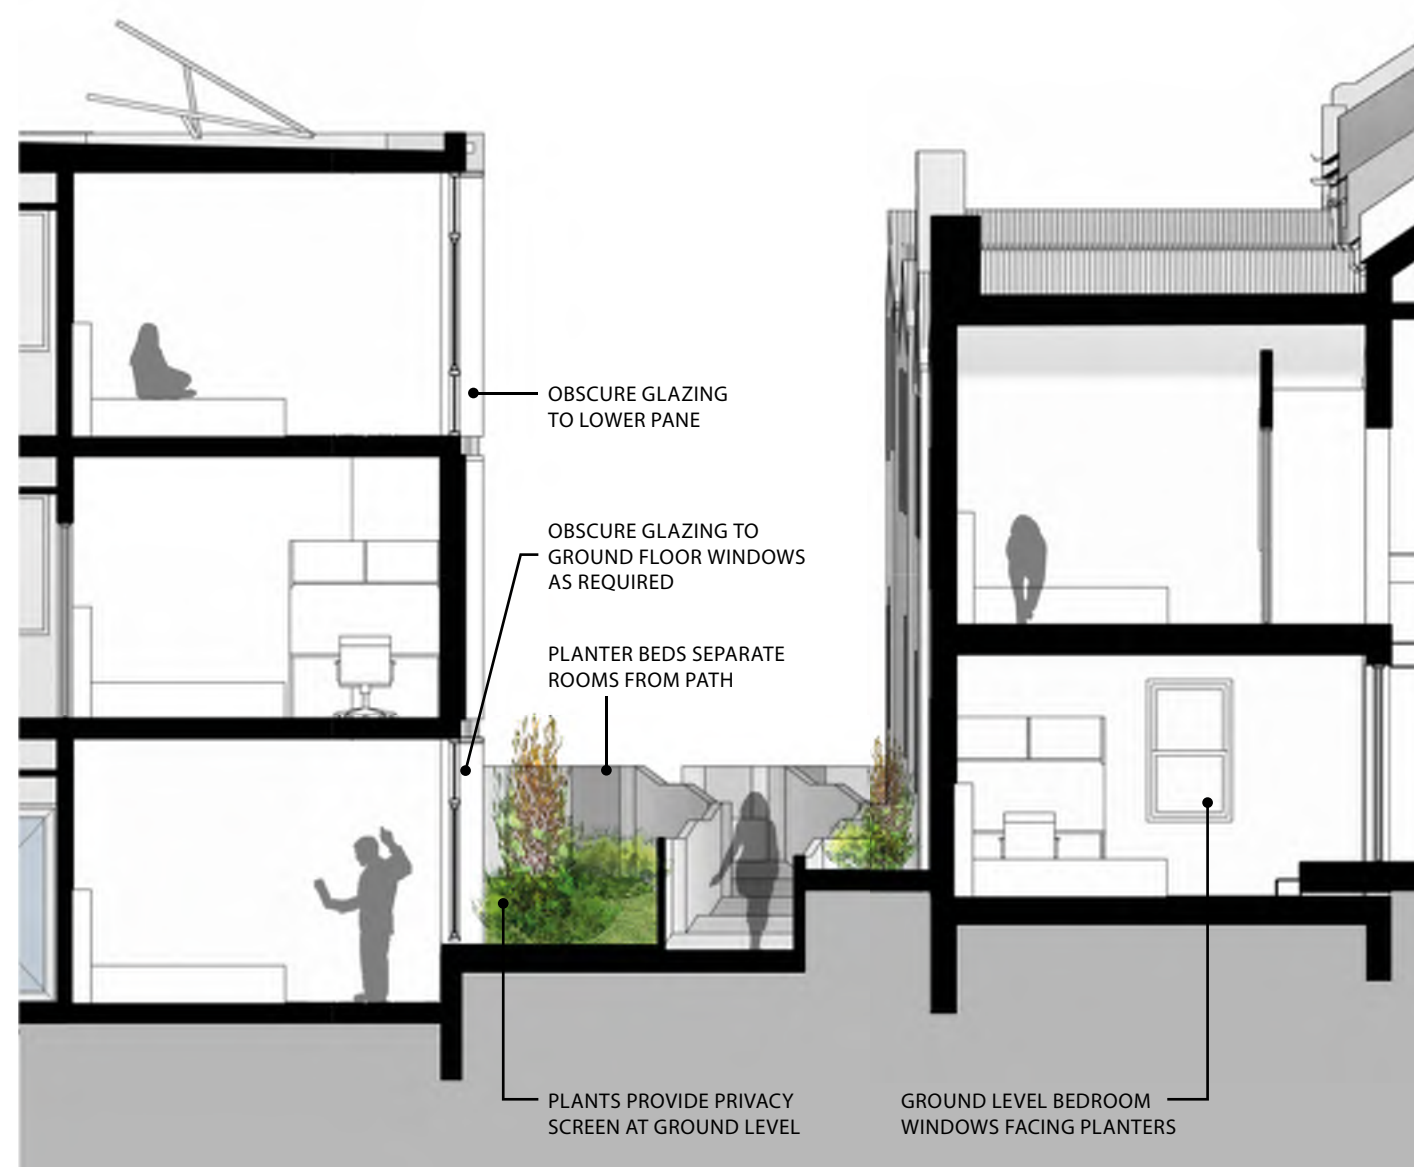 OBSCURE GLAZING
TO LOWER PANE
OBSCURE GLAZING TO
GROUND FLOOR WINDOWS
AS REQUIRED
PLANTER BEDS SEPARATE
ROOMS FROM PATH
PLANTS PROVIDE PRIVACY
SCREEN AT GROUND LEVEL
GROUND LEVEL BEDROOM
WINDOWS FACING PLANTERS